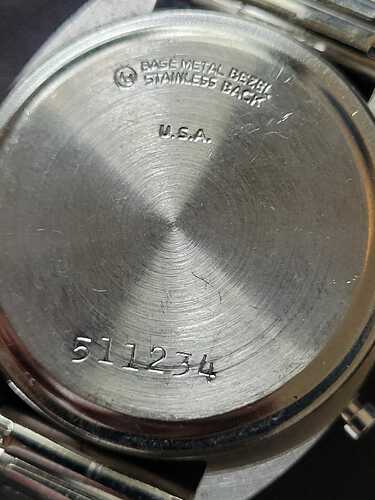 BASE METAL BEZEL
STAINLESS BACK
U.S.A.
511234